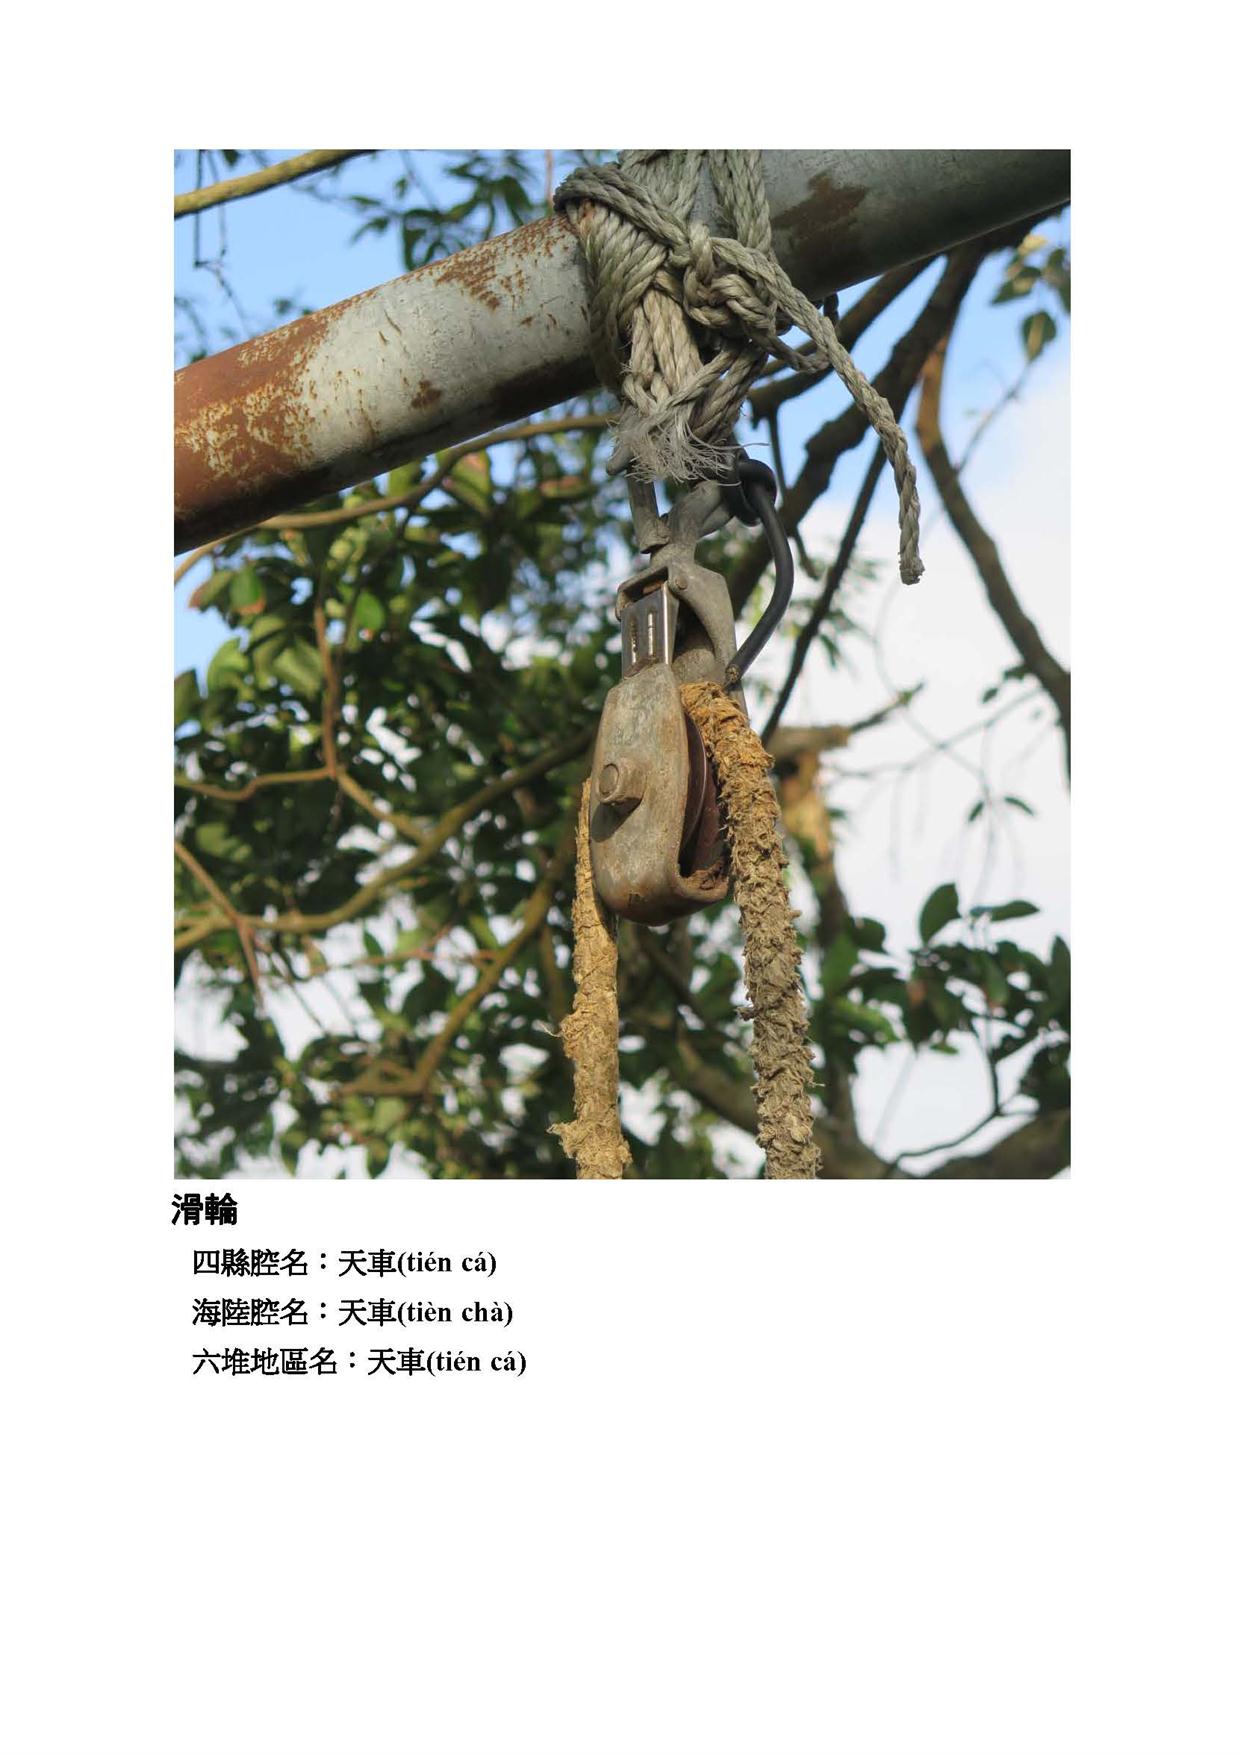 滑輪
四縣腔名：天車(tién cá)
海陸腔名：天車(tièn chà)
六堆地區名：天車(tién cá)